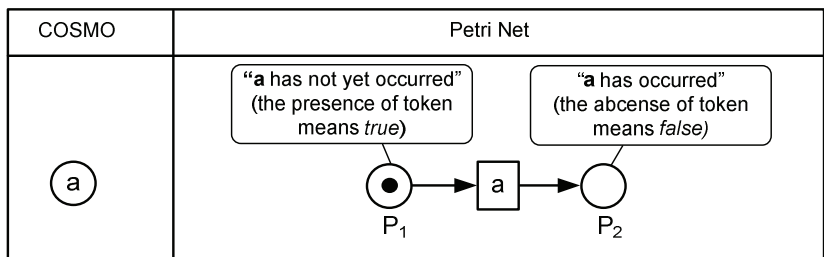 COSMO
Petri Net
“a has not yet occurred”
(the presence of token
means true)
“a has occurred”
(the abcense of token
means false)
a
a
P₁
P₂